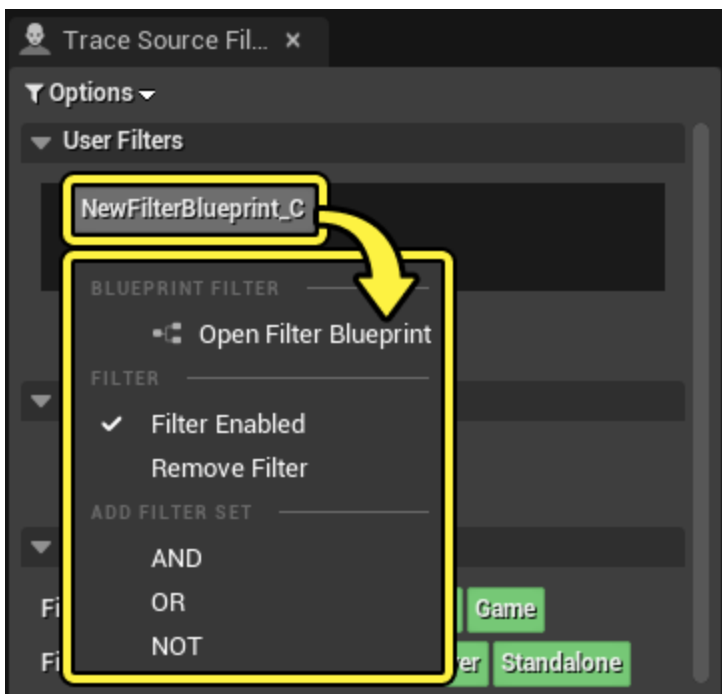 Trace Source Fil...
Options
User Filters
NewFilterBlueprint_C
BLUEPRINT FILTER
Open Filter Blueprint
FILTER
Filter Enabled
Remove Filter
ADD FILTER SET
AND
OR
NOT
Game
Standalone